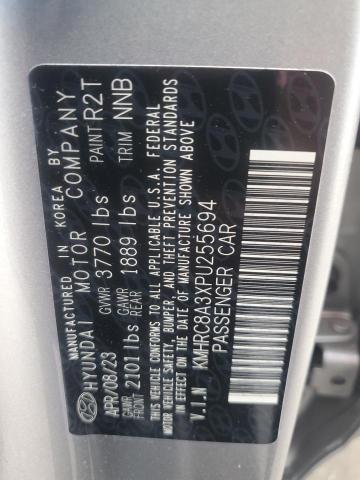 MANUFACTURED IN KOREA BY
HYUNDAI MOTOR COMPANY
APR/08/23 GVWR 3770 lbs PAINT R2T
GAWR FRONT 2101 lbs GAWR REAR 1889 lbs TRIM NNB
THIS VEHICLE CONFORMS TO ALL APPLICABLE U.S.A. FEDERAL
MOTOR VEHICLE SAFETY, BUMPER, AND THEFT PREVENTION STANDARDS
IN EFFECT ON THE DATE OF MANUFACTURE SHOWN ABOVE
V.I.N KMHRC8A3XPU255694
PASSENGER CAR